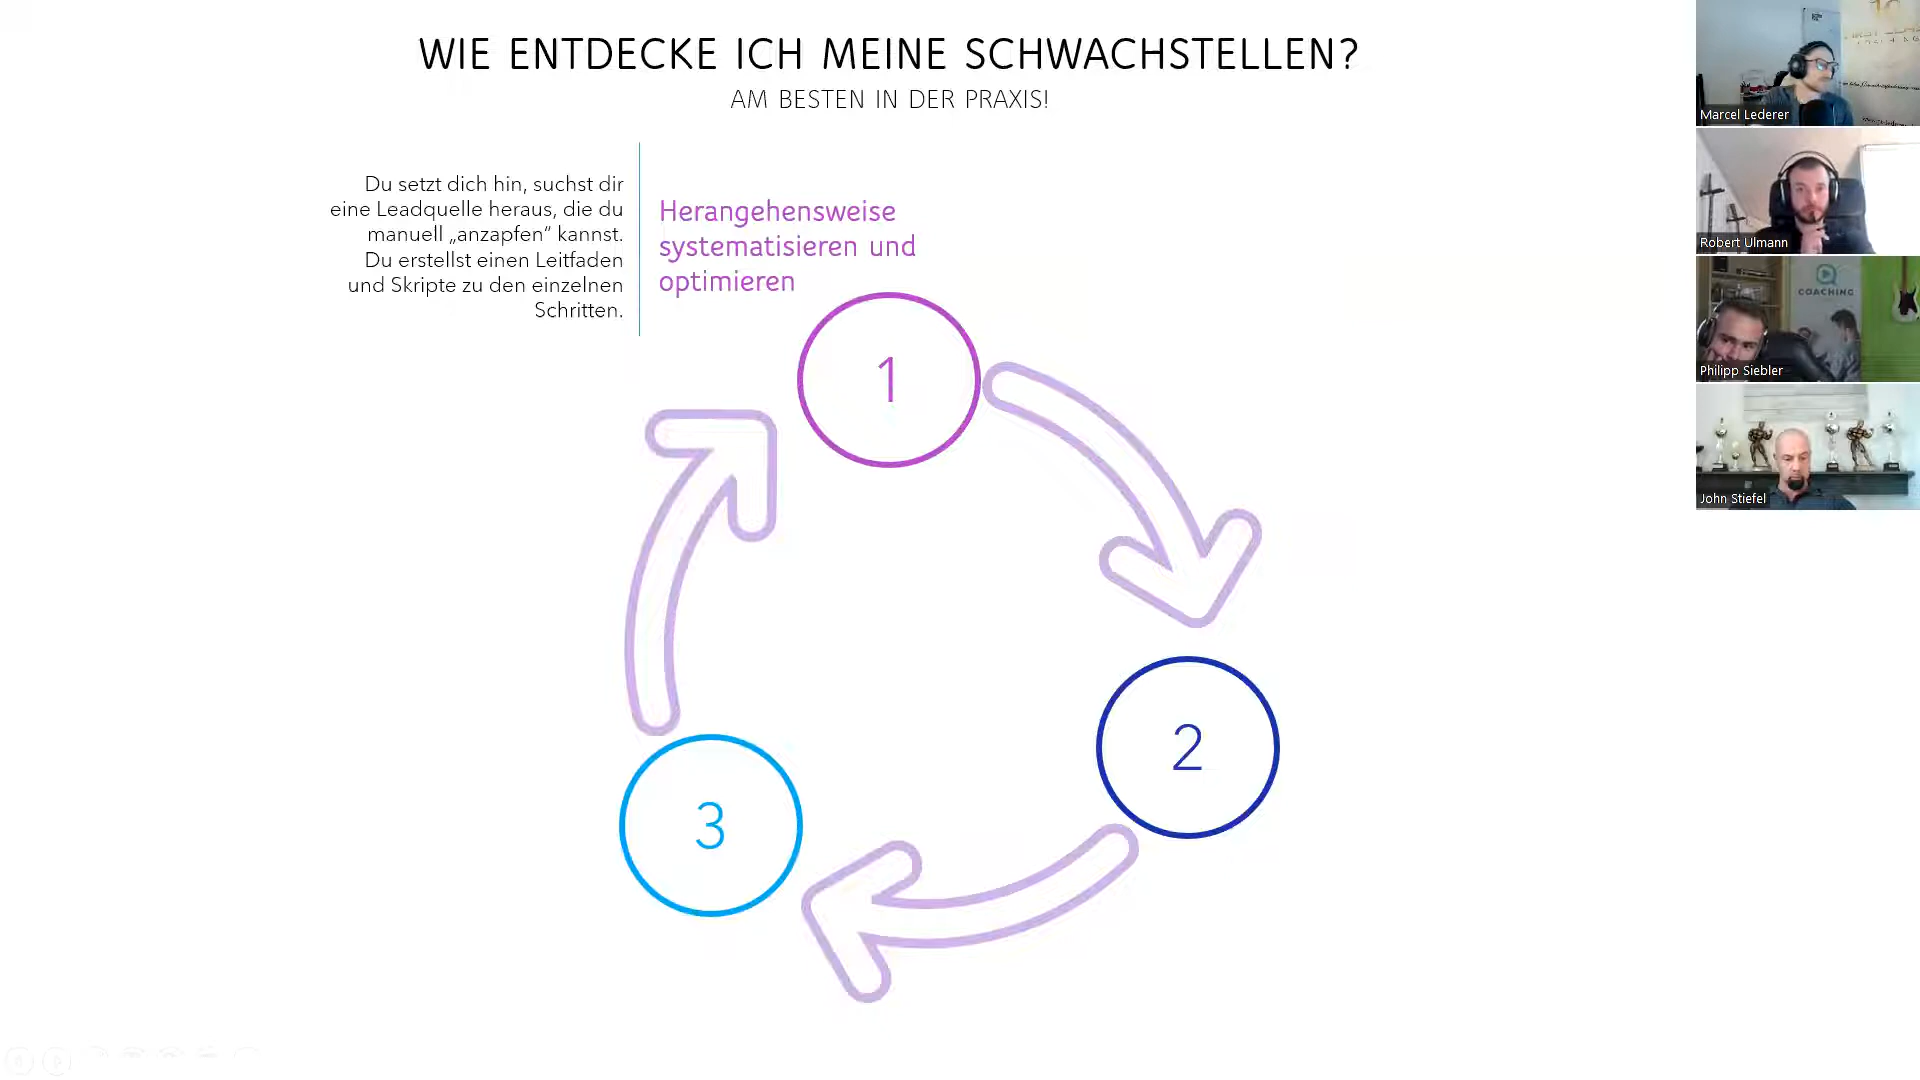 WIE ENTDECKE ICH MEINE SCHWACHSTELLEN?
AM BESTEN IN DER PRAXIS!
Du setzt dich hin, suchst dir
eine Leadquelle heraus, die du
manuell „anzapfen“ kannst.
Du erstellst einen Leitfaden
und Skripte zu den einzelnen
Schritten.
Herangehensweise
systematisieren und
optimieren
1
2
3
Marcel Lederer
Robert Ulmann
COACHING
Philipp Siebler
John Stiefel